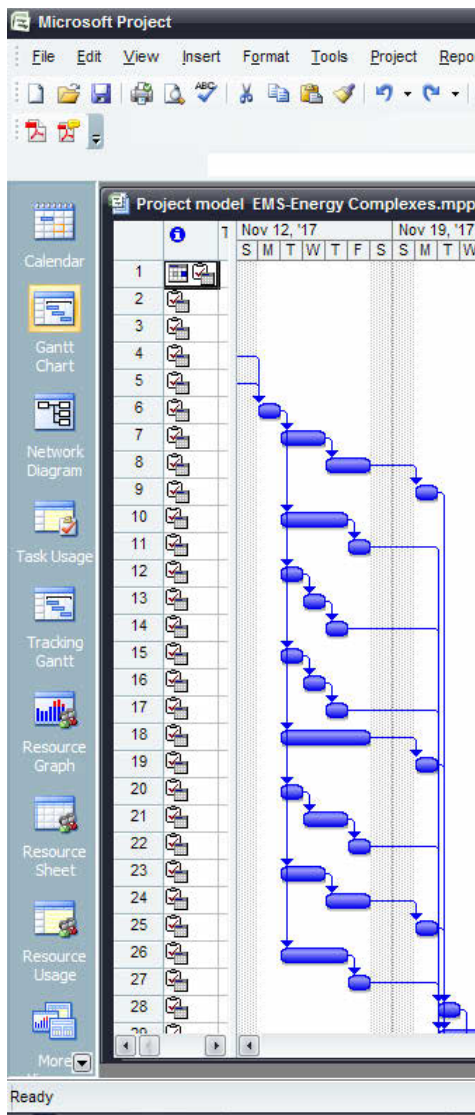 Microsoft Project
File Edit View Insert Format Tools Project Repo
ABC
Project model EMS-Energy Complexes.mpp
T Nov 12, '17 Nov 19, '17
S M T W T F S S M T W
Calendar
Gantt
Chart
Network
Diagram
Task Usage
Tracking
Gantt
Resource
Graph
Resource
Sheet
Resource
Usage
More
1
2
3
4
5
6
7
8
9
10
11
12
13
14
15
16
17
18
19
20
21
22
23
24
25
26
27
28
29
Ready